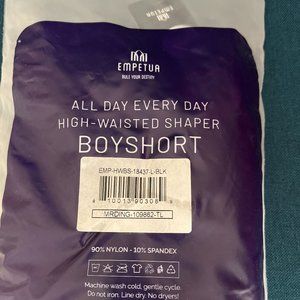 EMPETUA
RULE YOUR DESTINY
ALL DAY EVERY DAY
HIGH-WAISTED SHAPER
BOYSHORT
EMP-HWBS-18437-L-BLK
MRDING-109862-TL
90% NYLON - 10% SPANDEX
Machine wash cold, gentle cycle.
Do not iron. Line dry. No dryers!